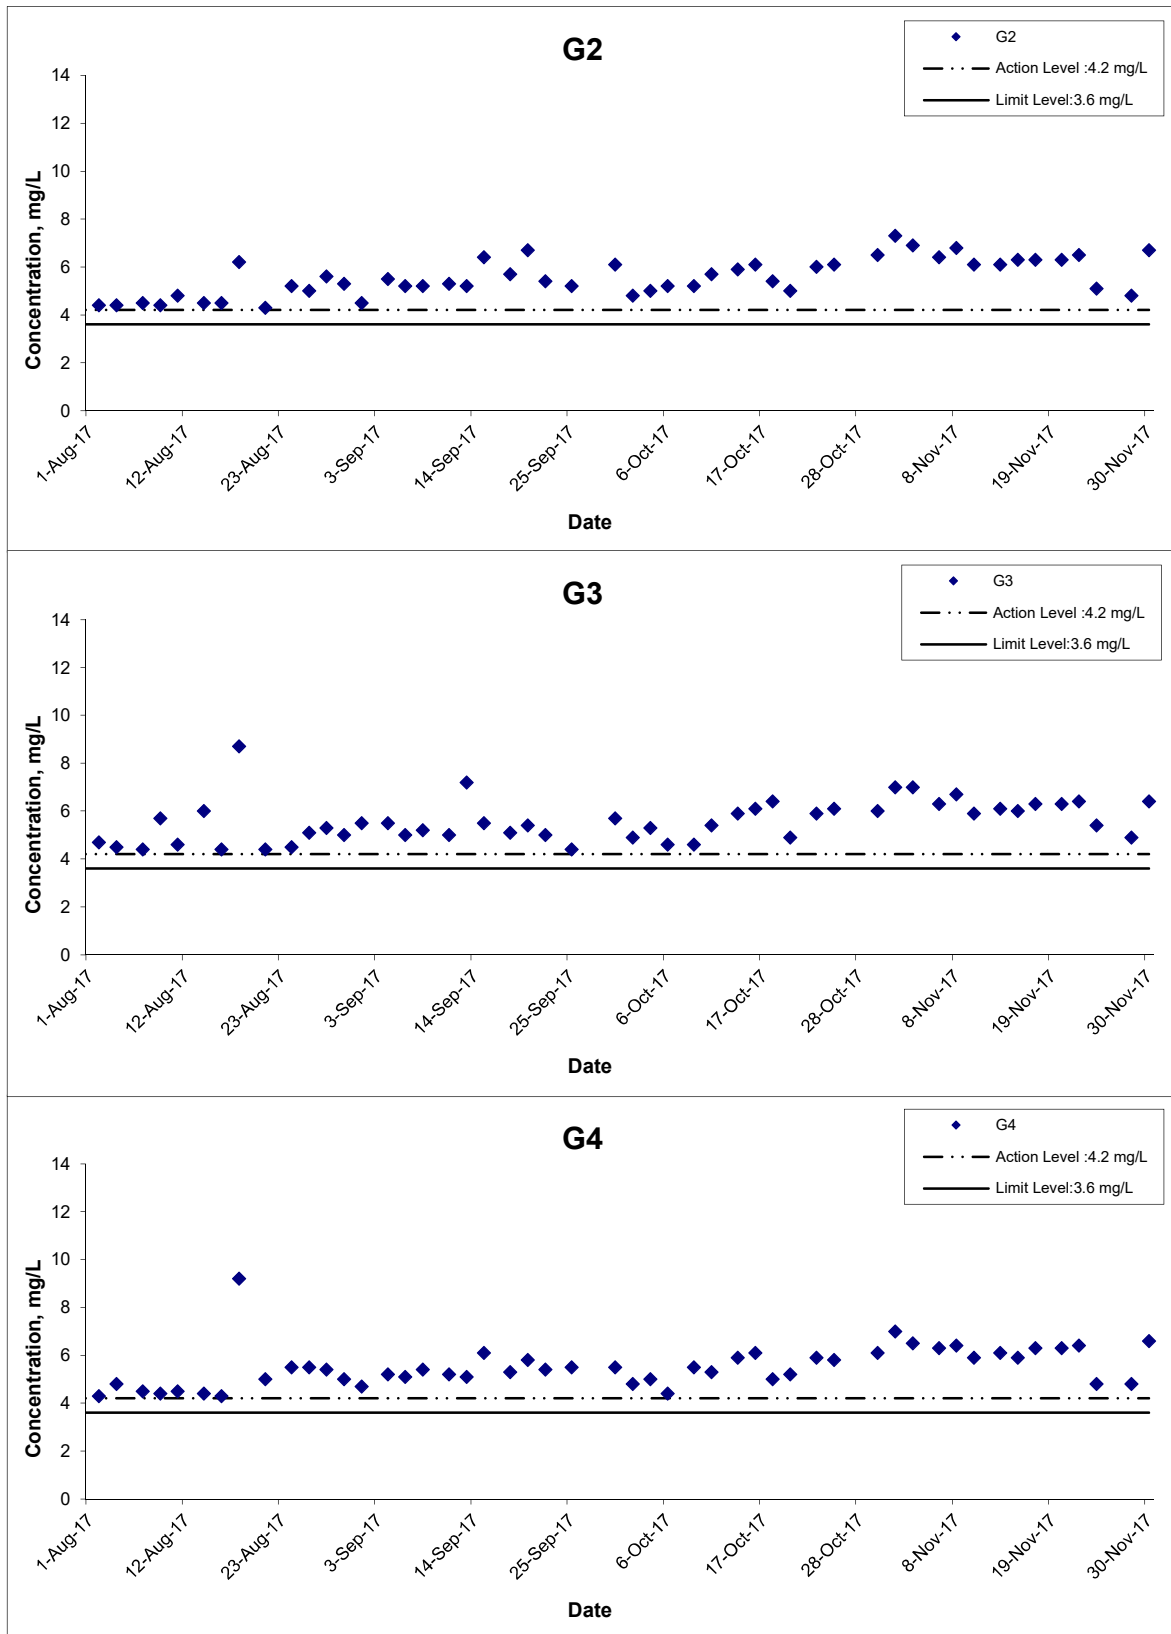 G2
G2
Action Level :4.2 mg/L
Limit Level:3.6 mg/L
Concentration, mg/L
14
12
10
8
6
4
2
0
1-Aug-17
12-Aug-17
23-Aug-17
3-Sep-17
14-Sep-17
25-Sep-17
6-Oct-17
17-Oct-17
28-Oct-17
8-Nov-17
19-Nov-17
30-Nov-17
Date
G3
G3
Action Level :4.2 mg/L
Limit Level:3.6 mg/L
Concentration, mg/L
14
12
10
8
6
4
2
0
1-Aug-17
12-Aug-17
23-Aug-17
3-Sep-17
14-Sep-17
25-Sep-17
6-Oct-17
17-Oct-17
28-Oct-17
8-Nov-17
19-Nov-17
30-Nov-17
Date
G4
G4
Action Level :4.2 mg/L
Limit Level:3.6 mg/L
Concentration, mg/L
14
12
10
8
6
4
2
0
1-Aug-17
12-Aug-17
23-Aug-17
3-Sep-17
14-Sep-17
25-Sep-17
6-Oct-17
17-Oct-17
28-Oct-17
8-Nov-17
19-Nov-17
30-Nov-17
Date